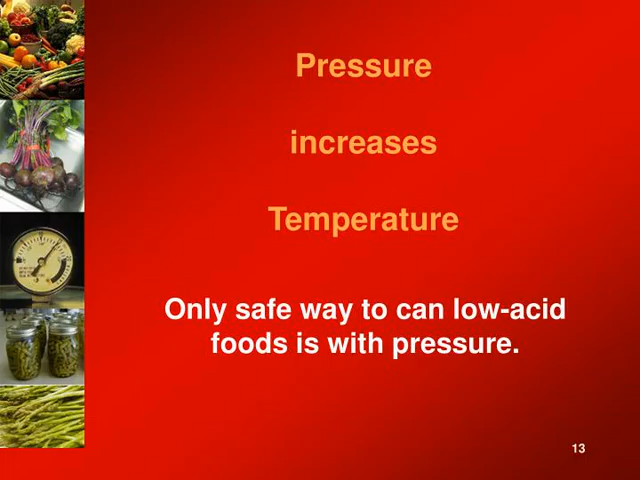 Pressure
increases
Temperature
Only safe way to can low-acid
foods is with pressure.
13